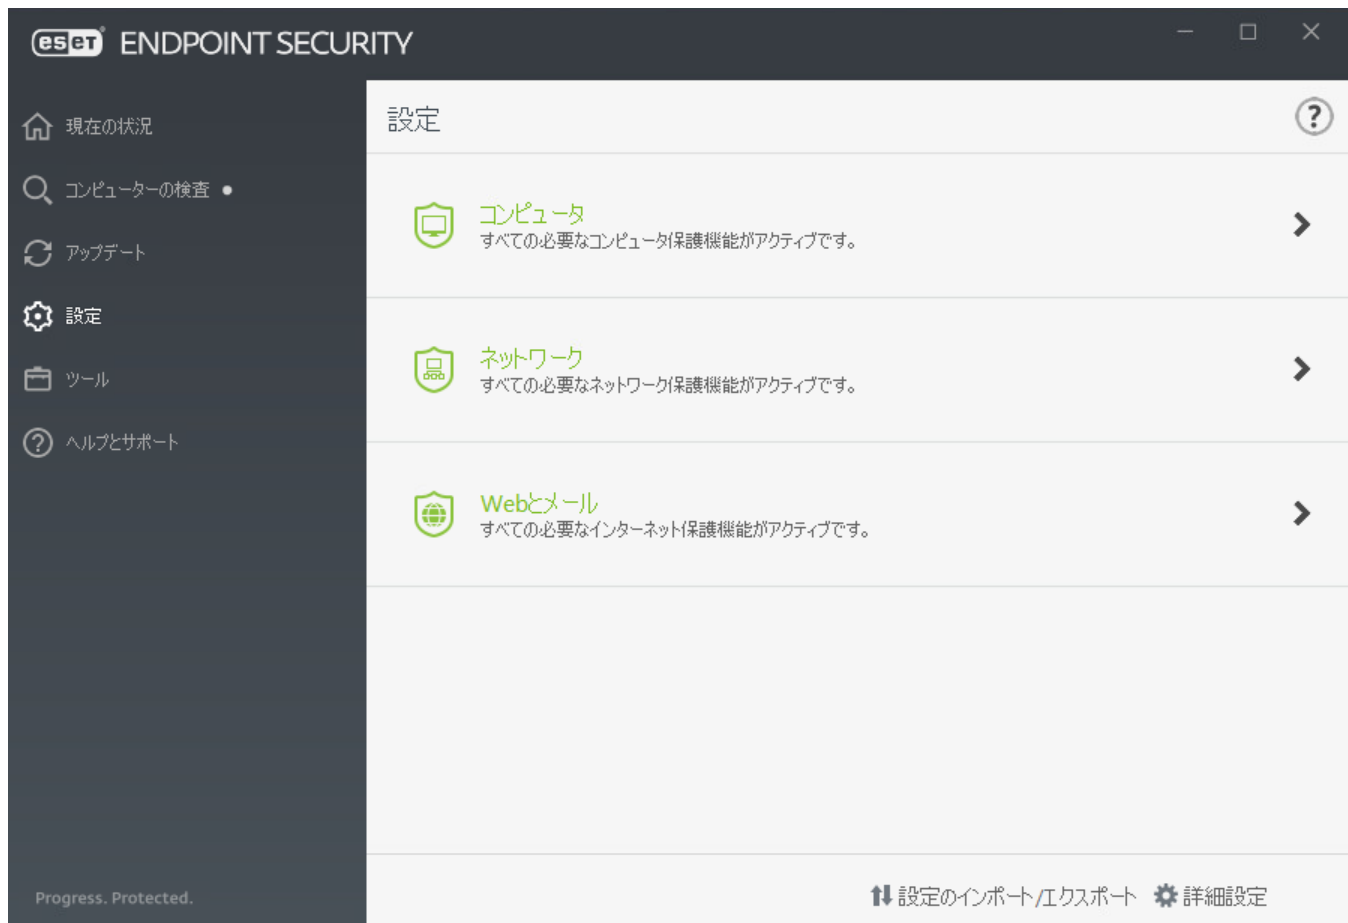 eset ENDPOINT SECURITY
現在の状況
コンピューターの検査
アップデート
設定
ツール
ヘルプとサポート
Progress. Protected.
設定
?
コンピュータ
すべての必要なコンピュータ保護機能がアクティブです。
ネットワーク
すべての必要なネットワーク保護機能がアクティブです。
Webとメール
すべての必要なインターネット保護機能がアクティブです。
設定のインポート/エクスポート 詳細設定